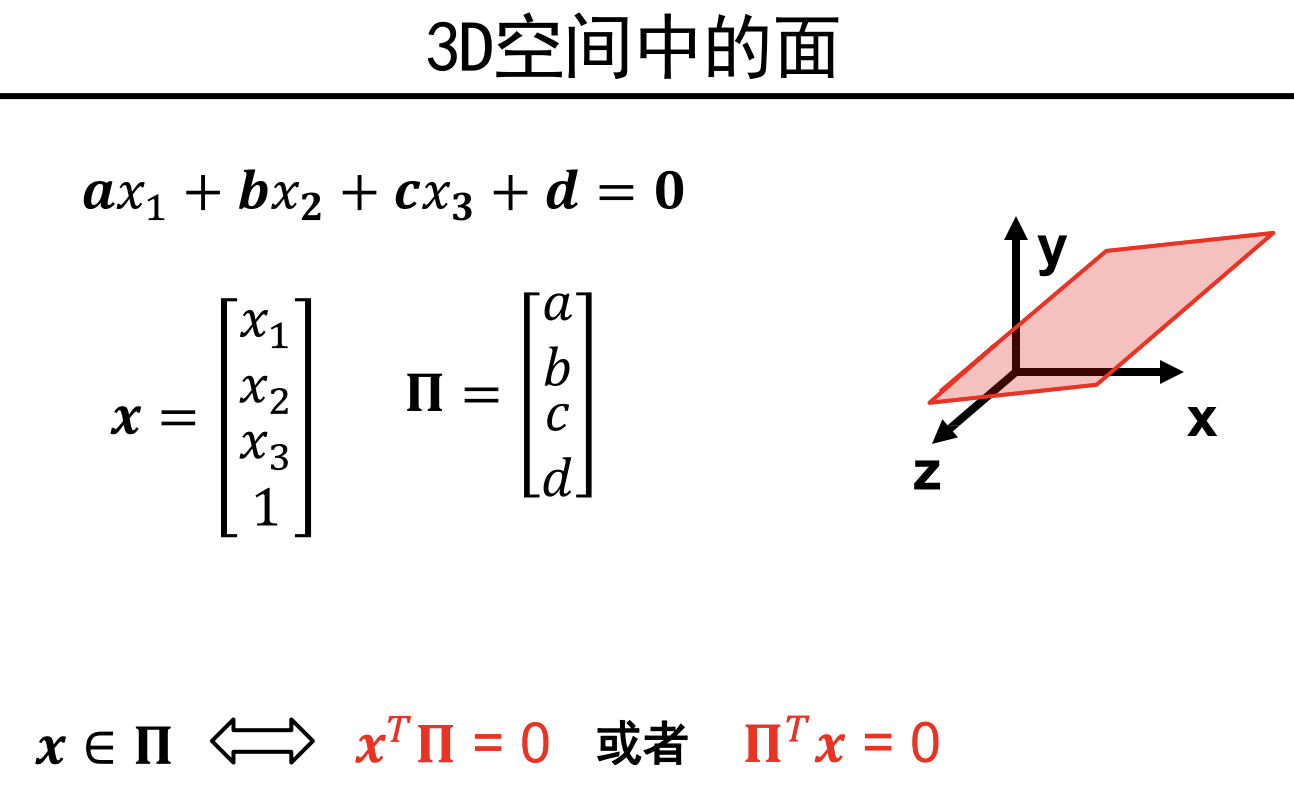 3D空间中的面
ax₁ + bx₂ + cx₃ + d = 0
y
x
z
x = [x₁ x₂ x₃ 1]
Π = [a b c d]
x ∈ Π ⟺ xᵀΠ = 0 或者 Πᵀx = 0